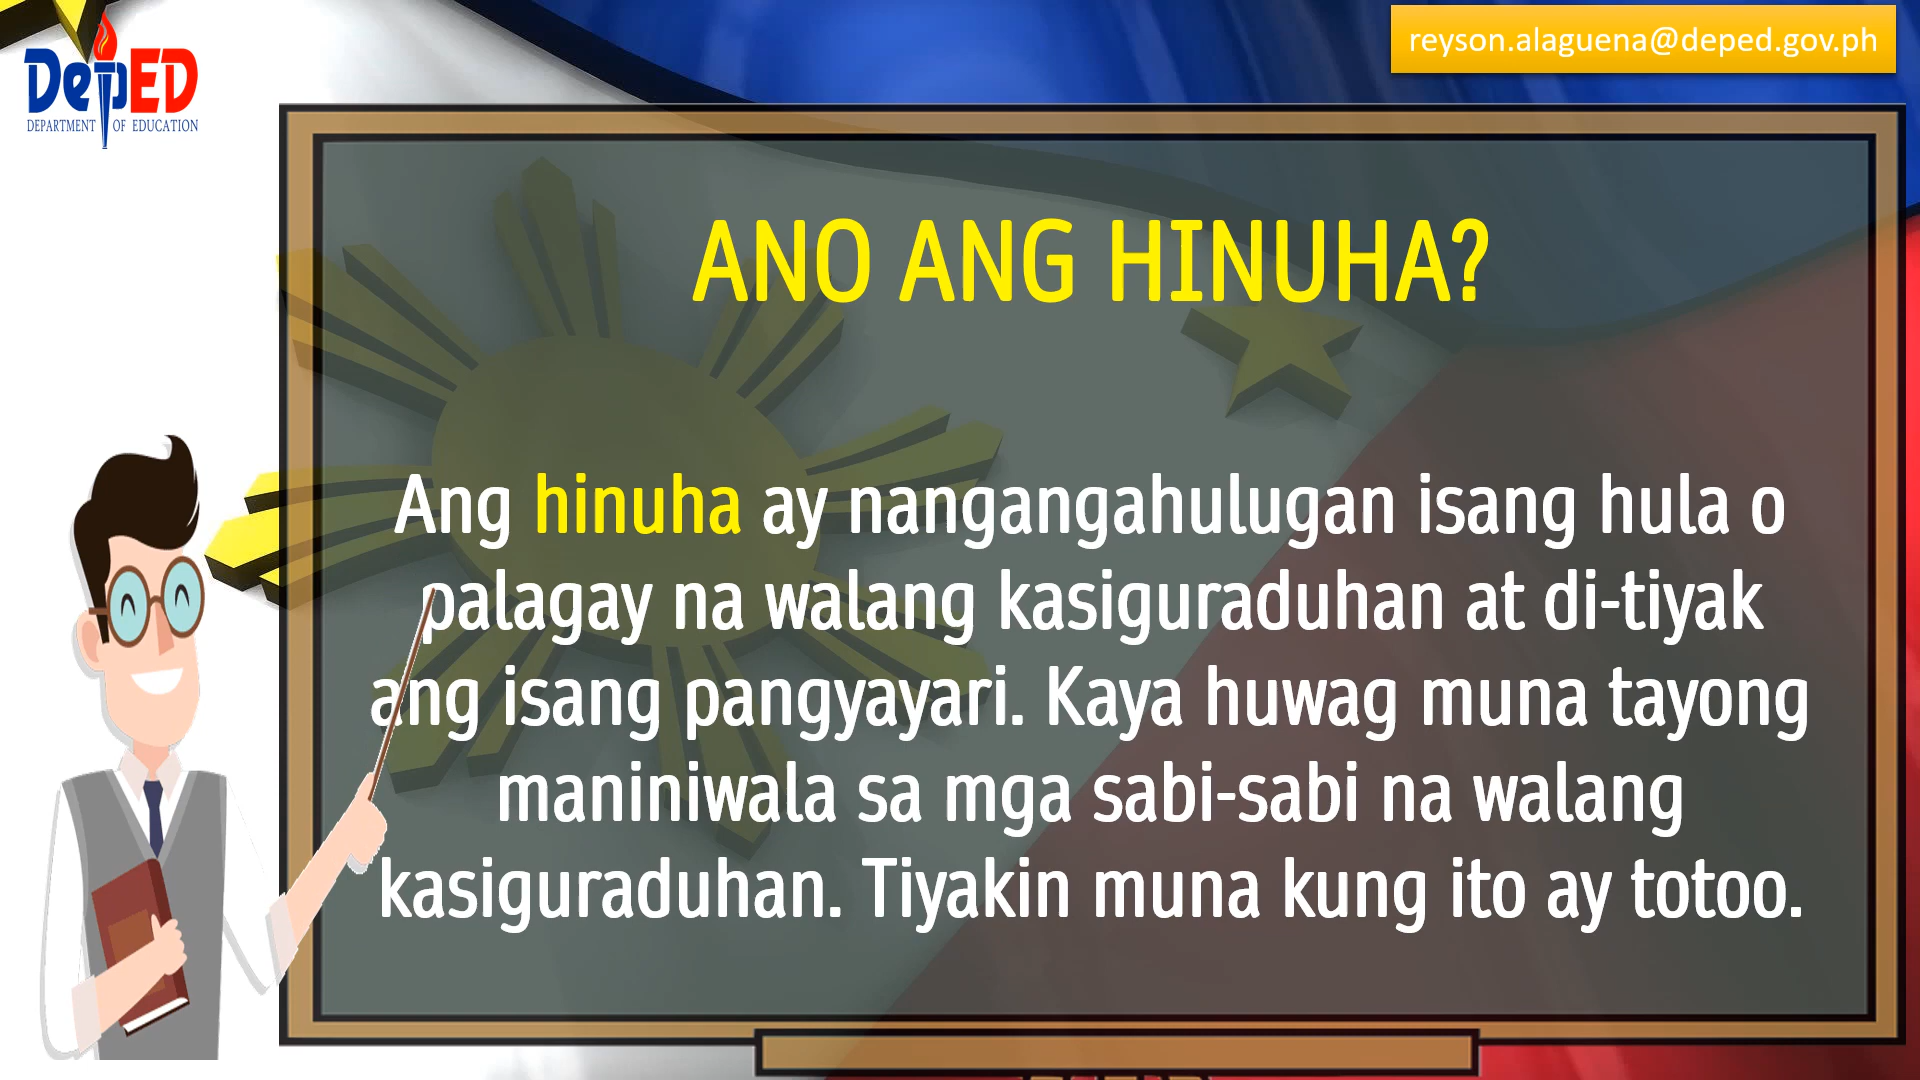 DepED
DEPARTMENT OF EDUCATION
reyson.alaguena@deped.gov.ph
ANO ANG HINUHA?
Ang hinuha ay nangangahulugan isang hula o
palagay na walang kasiguraduhan at di-tiyak
ang isang pangyayari. Kaya huwag muna tayong
maniniwala sa mga sabi-sabi na walang
kasiguraduhan. Tiyakin muna kung ito ay totoo.